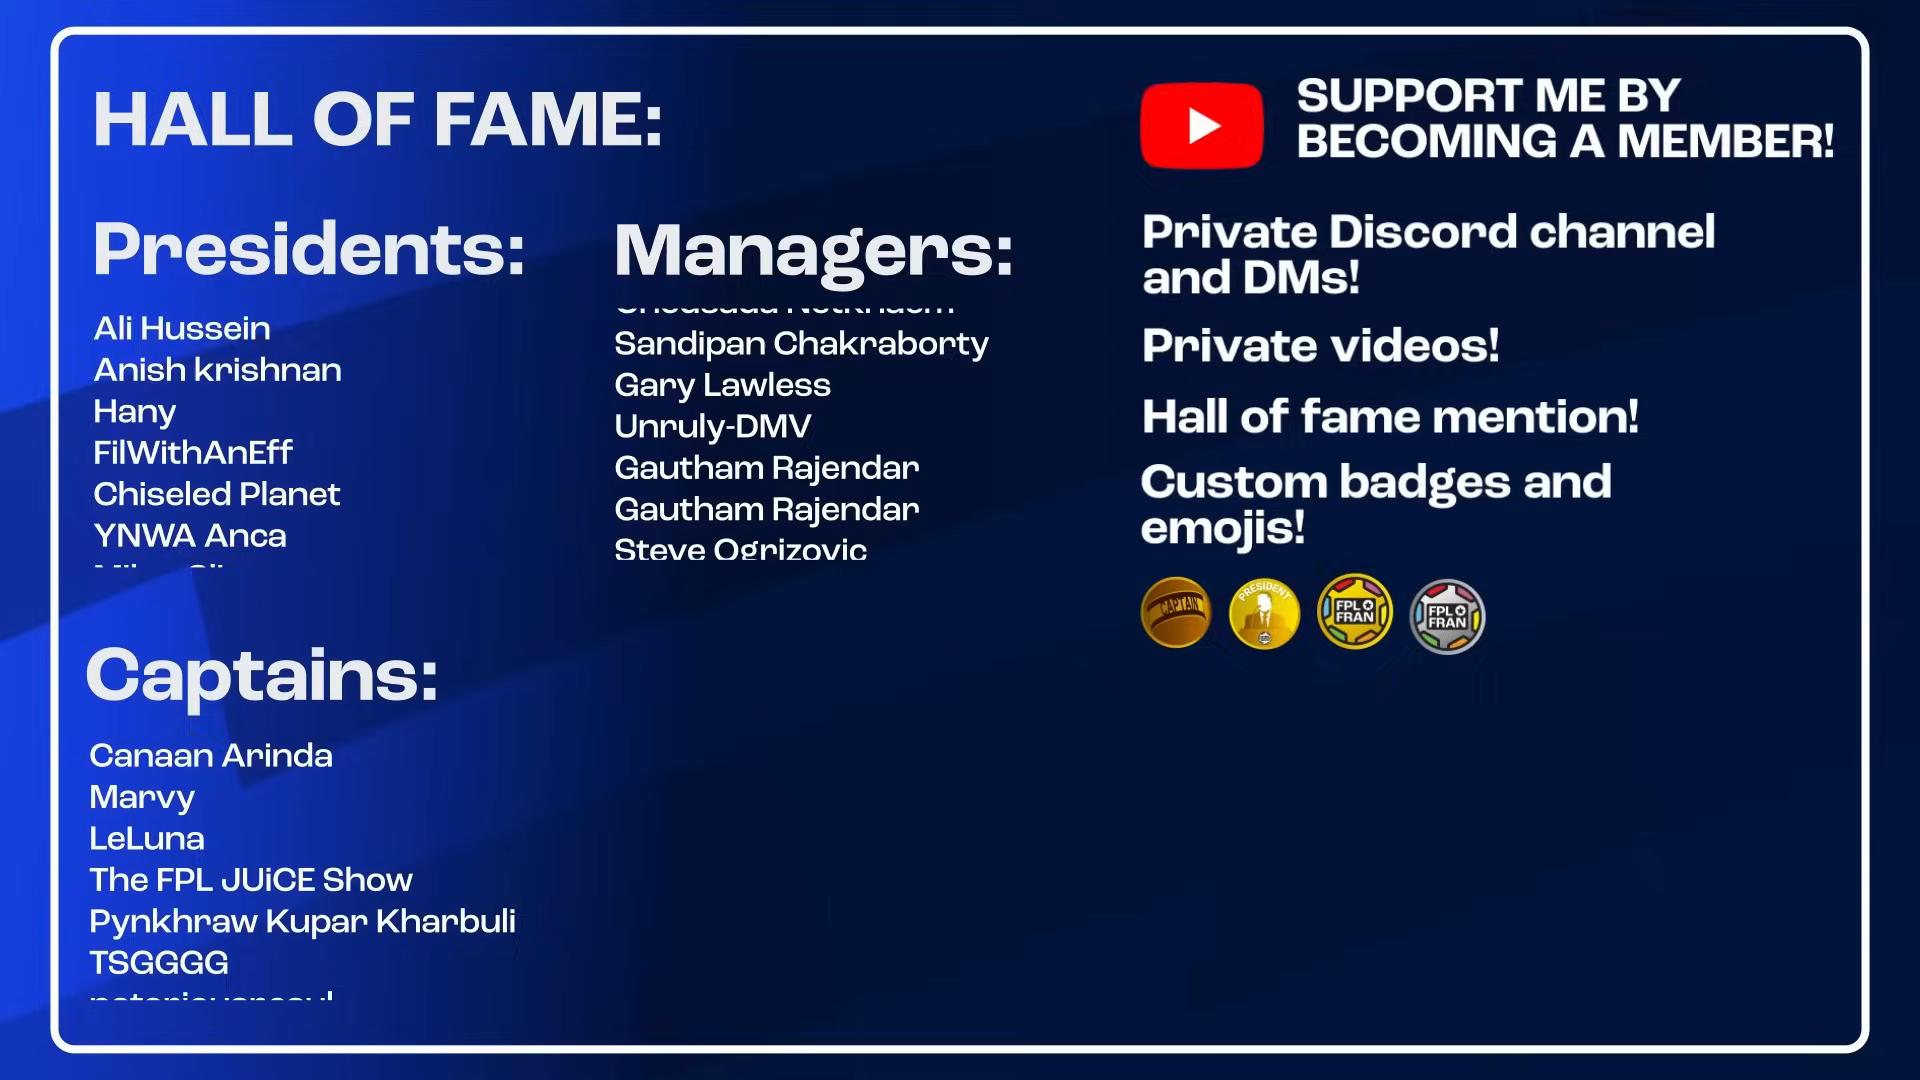 HALL OF FAME:
Presidents:
Ali Hussein
Anish krishnan
Hany
FilWithAnEff
Chiseled Planet
YNWA Anca
Managers:
Sandipan Chakraborty
Gary Lawless
Unruly-DMV
Gautham Rajendar
Gautham Rajendar
Steve Ogrizovic
Captains:
Canaan Arinda
Marvy
LeLuna
The FPL JUiCE Show
Pynkhraw Kupar Kharbuli
TSGGGG
SUPPORT ME BY
BECOMING A MEMBER!
Private Discord channel
and DMs!
Private videos!
Hall of fame mention!
Custom badges and
emojis!
CAPTAIN
PRESIDENT
FPL
FRAN
FPL
FRAN